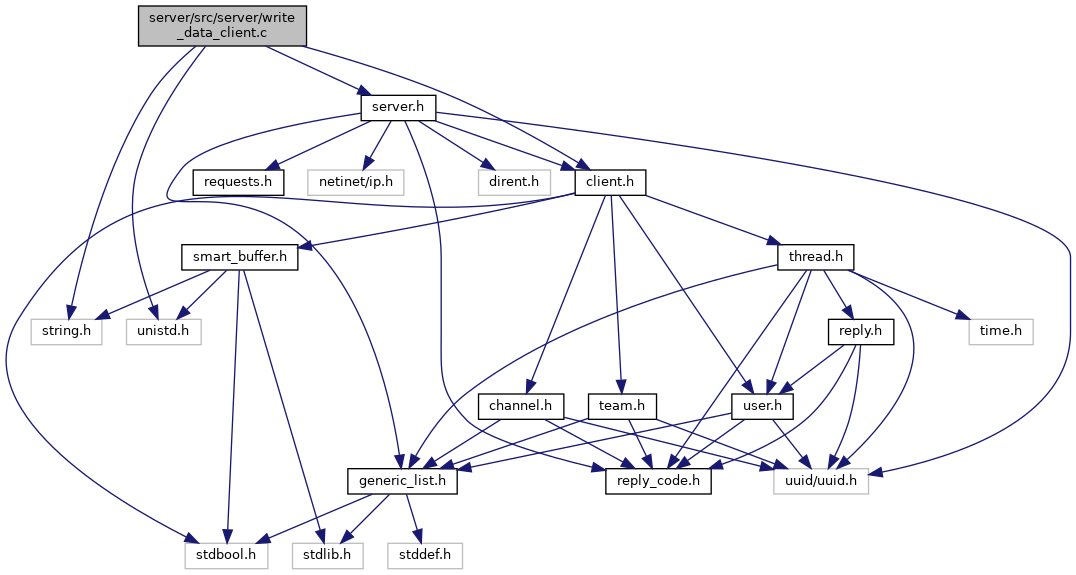 server/src/server/write
_data_client.c
server.h
requests.h
netinet/ip.h
dirent.h
client.h
smart_buffer.h
thread.h
string.h
unistd.h
reply.h
time.h
channel.h
team.h
user.h
generic_list.h
reply_code.h
uuid/uuid.h
stdbool.h
stdlib.h
stddef.h